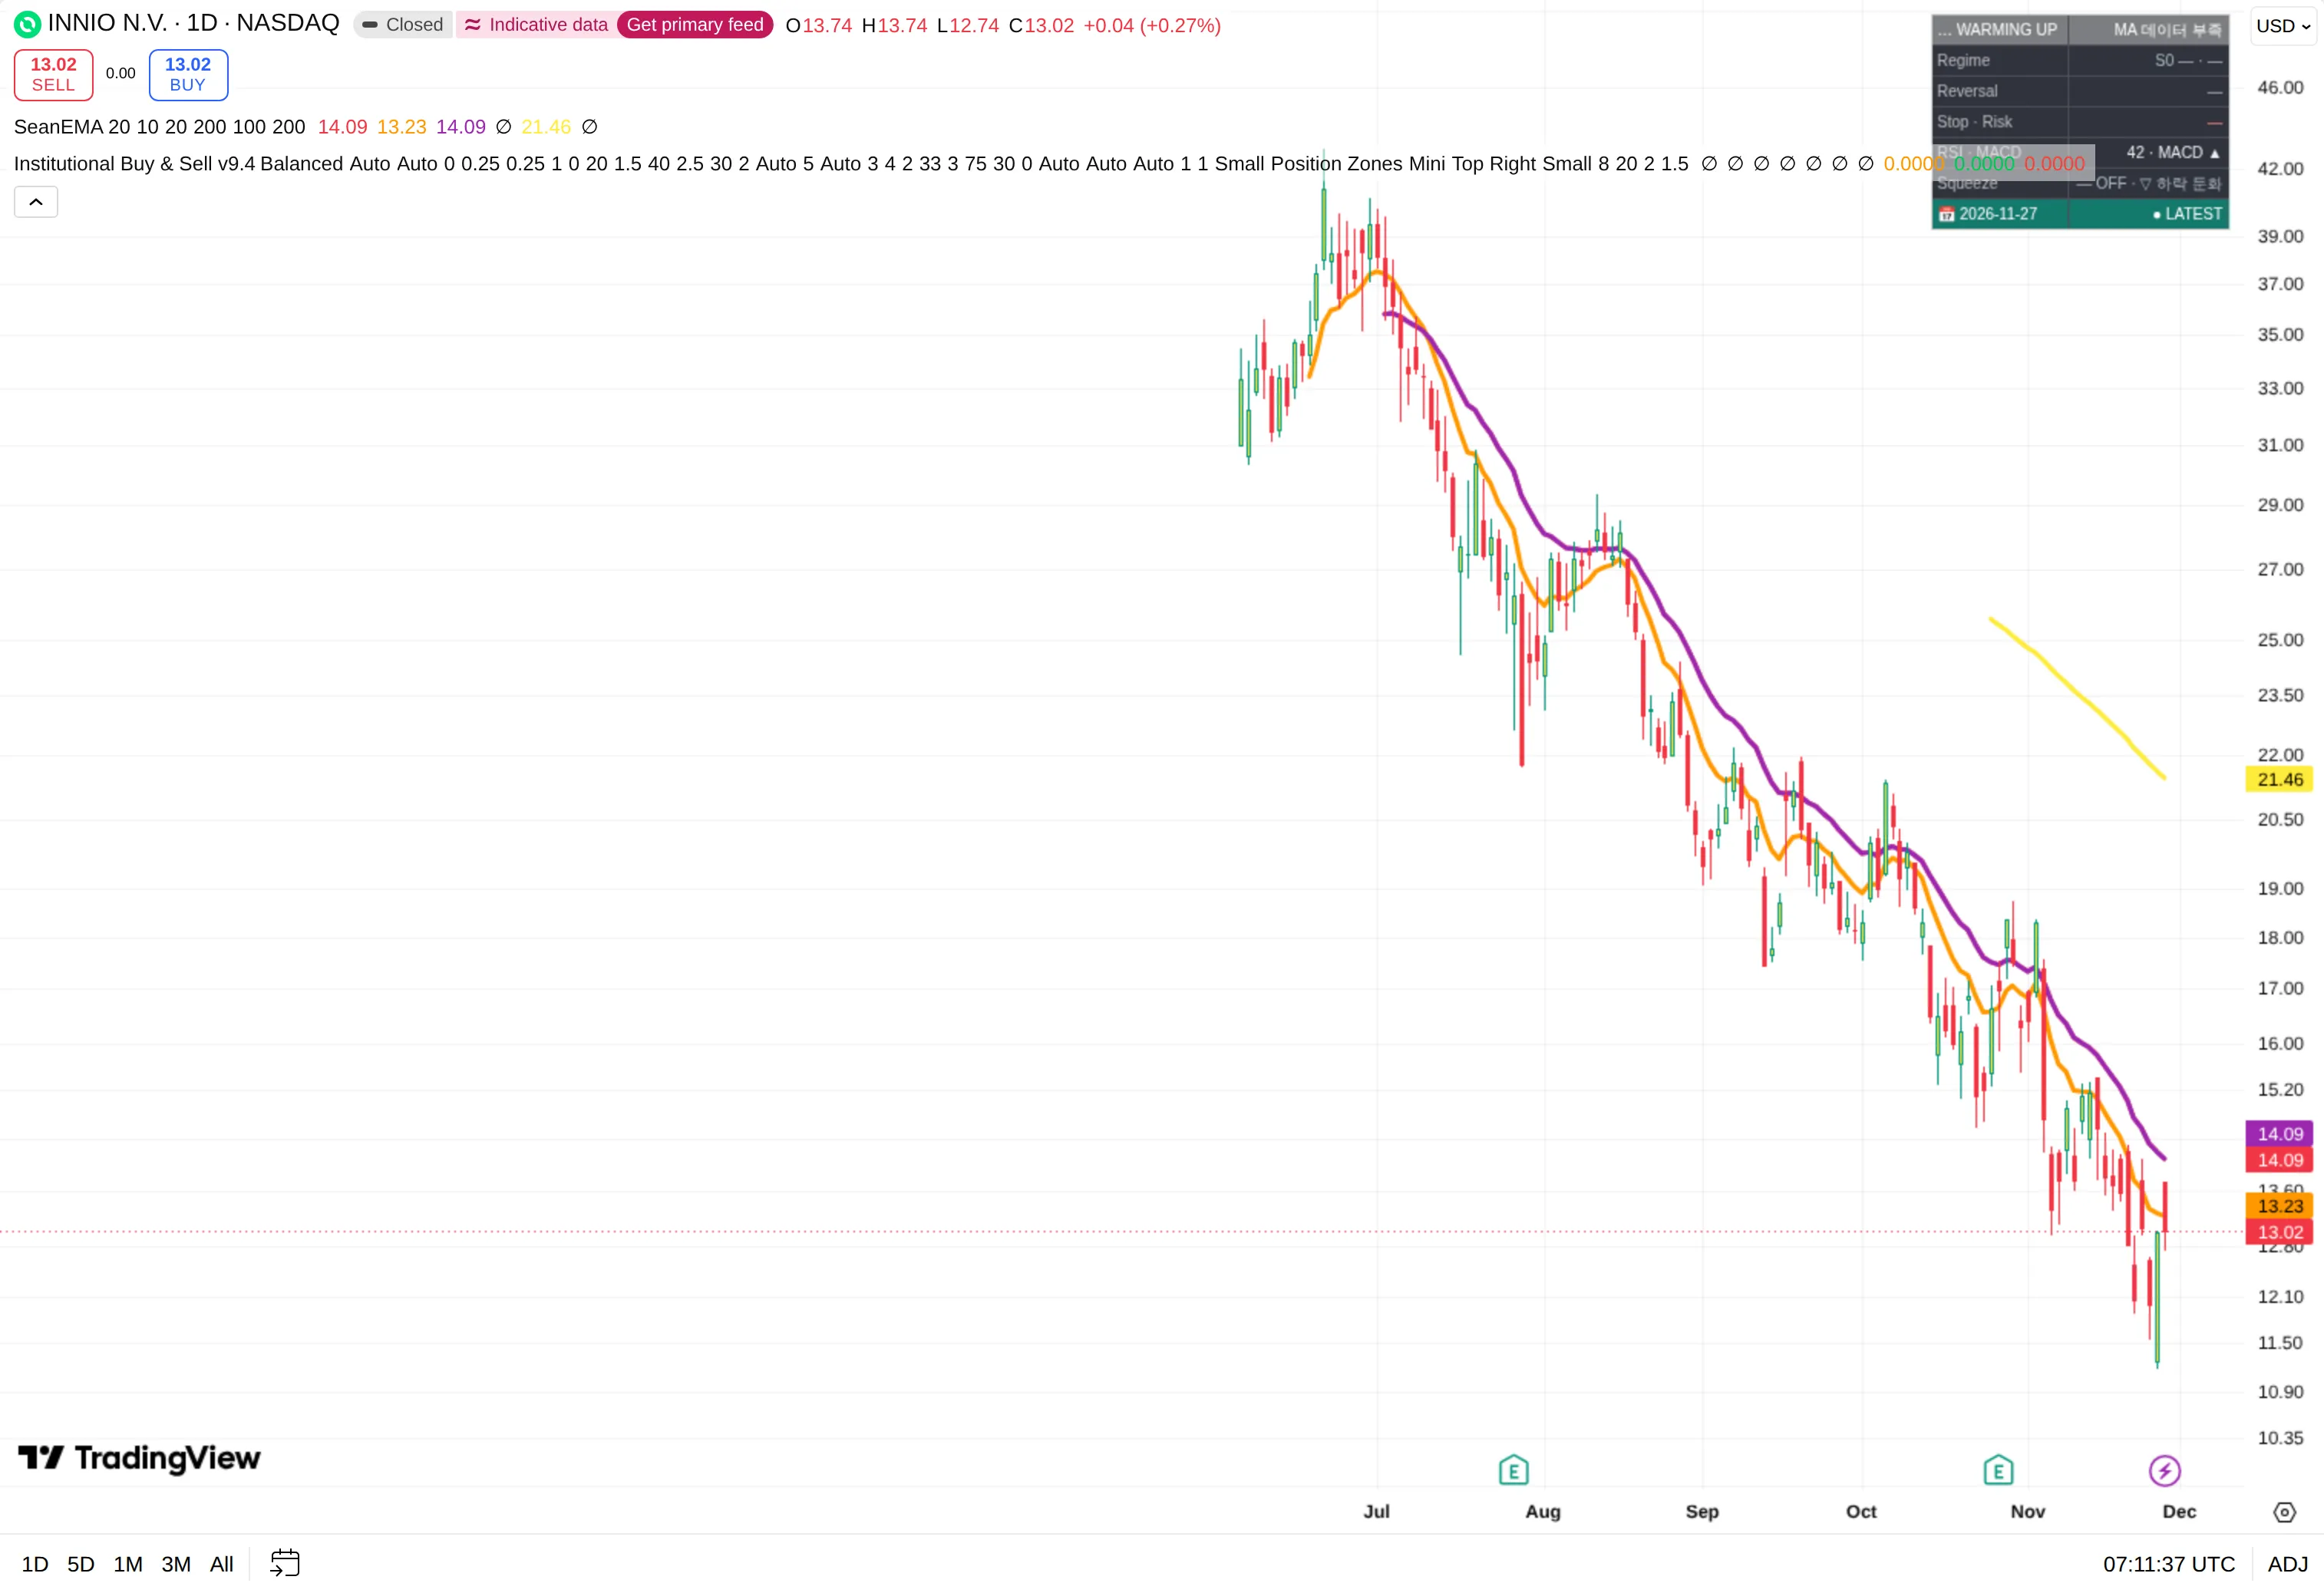 INNIO N.V. · 1D · NASDAQ Closed Indicative data Get primary feed O13.74 H13.74 L12.74 C13.02 +0.04 (+0.27%)
13.02
SELL
0.00
13.02
BUY
SeanEMA 20 10 20 200 100 200 14.09 13.23 14.09 ∅ 21.46 ∅
Institutional Buy & Sell v9.4 Balanced Auto Auto 0 0.25 0.25 1 0 20 1.5 40 2.5 30 2 Auto 5 Auto 3 4 2 33 3 75 30 0 Auto Auto Auto 1 1 Small Position Zones Mini Top Right Small 8 20 2 1.5 ∅ ∅ ∅ ∅ ∅ ∅ ∅ 0.0000 0.0000 0.0000
... WARMING UP MA 데이터 부족
Regime S0 — · —
Reversal —
Stop · Risk —
RSI · MACD 42 · MACD ▲
Squeeze — OFF · ▽ 하락 둔화
2026-11-27 ● LATEST
USD
46.00
42.00
39.00
37.00
35.00
33.00
31.00
29.00
27.00
25.00
23.50
22.00
21.46
20.50
19.00
18.00
17.00
16.00
15.20
14.09
14.09
13.60
13.23
13.02
12.80
12.10
11.50
10.90
10.35
TradingView
E
E
Jul Aug Sep Oct Nov Dec
1D 5D 1M 3M All
07:11:37 UTC ADJ